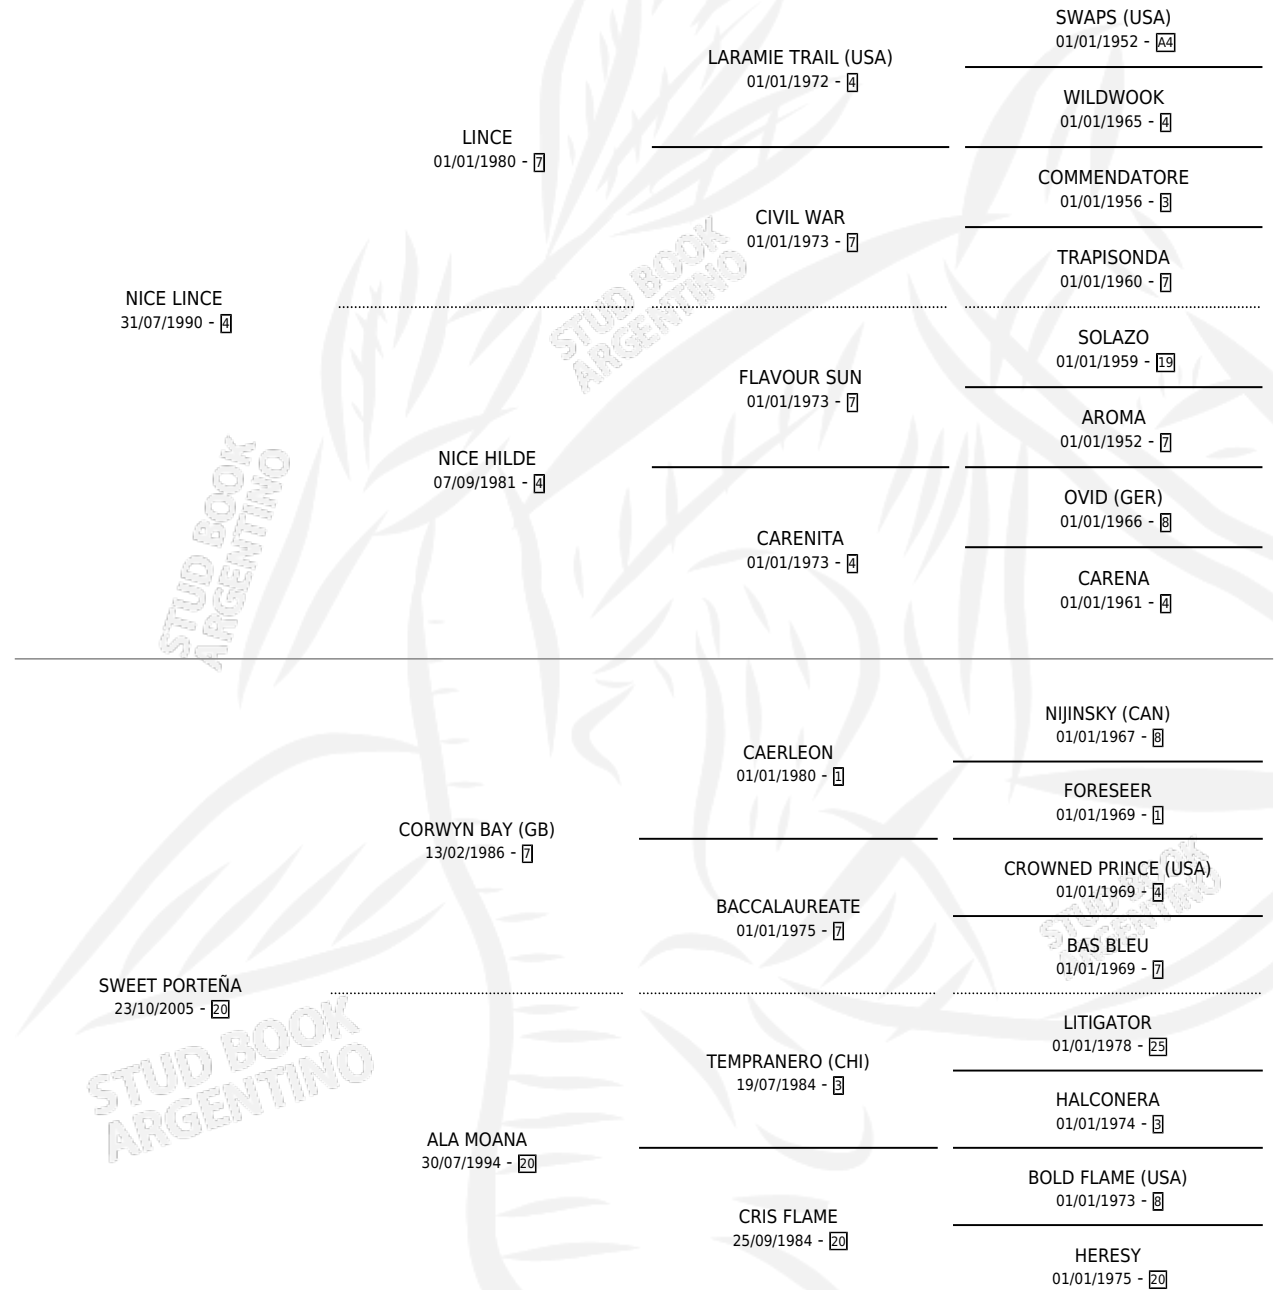 SWAPS (USA)
01/01/1952 - A4
LARAMIE TRAIL (USA)
01/01/1972 - 4
WILDWOOK
01/01/1965 - 4
LINCE
01/01/1980 - 7
COMMENDATORE
01/01/1956 - 3
CIVIL WAR
01/01/1973 - 7
TRAPISONDA
01/01/1960 - 7
NICE LINCE
31/07/1990 - 4
STUD BOOK
ARGENTINO
SOLAZO
01/01/1959 - 19
FLAVOUR SUN
01/01/1973 - 7
AROMA
01/01/1952 - 7
NICE HILDE
07/09/1981 - 4
OVID (GER)
01/01/1966 - 8
CARENITA
01/01/1973 - 4
CARENA
01/01/1961 - 4
STUD BOOK
ARGENTINO
NIJINSKY (CAN)
01/01/1967 - 8
CAERLEON
01/01/1980 - 1
FORESEER
01/01/1969 - 1
CORWYN BAY (GB)
13/02/1986 - 7
CROWNED PRINCE (USA)
01/01/1969 - 4
BACCALAUREATE
01/01/1975 - 7
BAS BLEU
01/01/1969 - 7
STUD BOOK
ARGENTINO
SWEET PORTEÑA
23/10/2005 - 20
LITIGATOR
01/01/1978 - 25
TEMPRANERO (CHI)
19/07/1984 - 3
HALCONERA
01/01/1974 - 3
STUD BOOK
ARGENTINO
ALA MOANA
30/07/1994 - 20
BOLD FLAME (USA)
01/01/1973 - 8
CRIS FLAME
25/09/1984 - 20
HERESY
01/01/1975 - 20